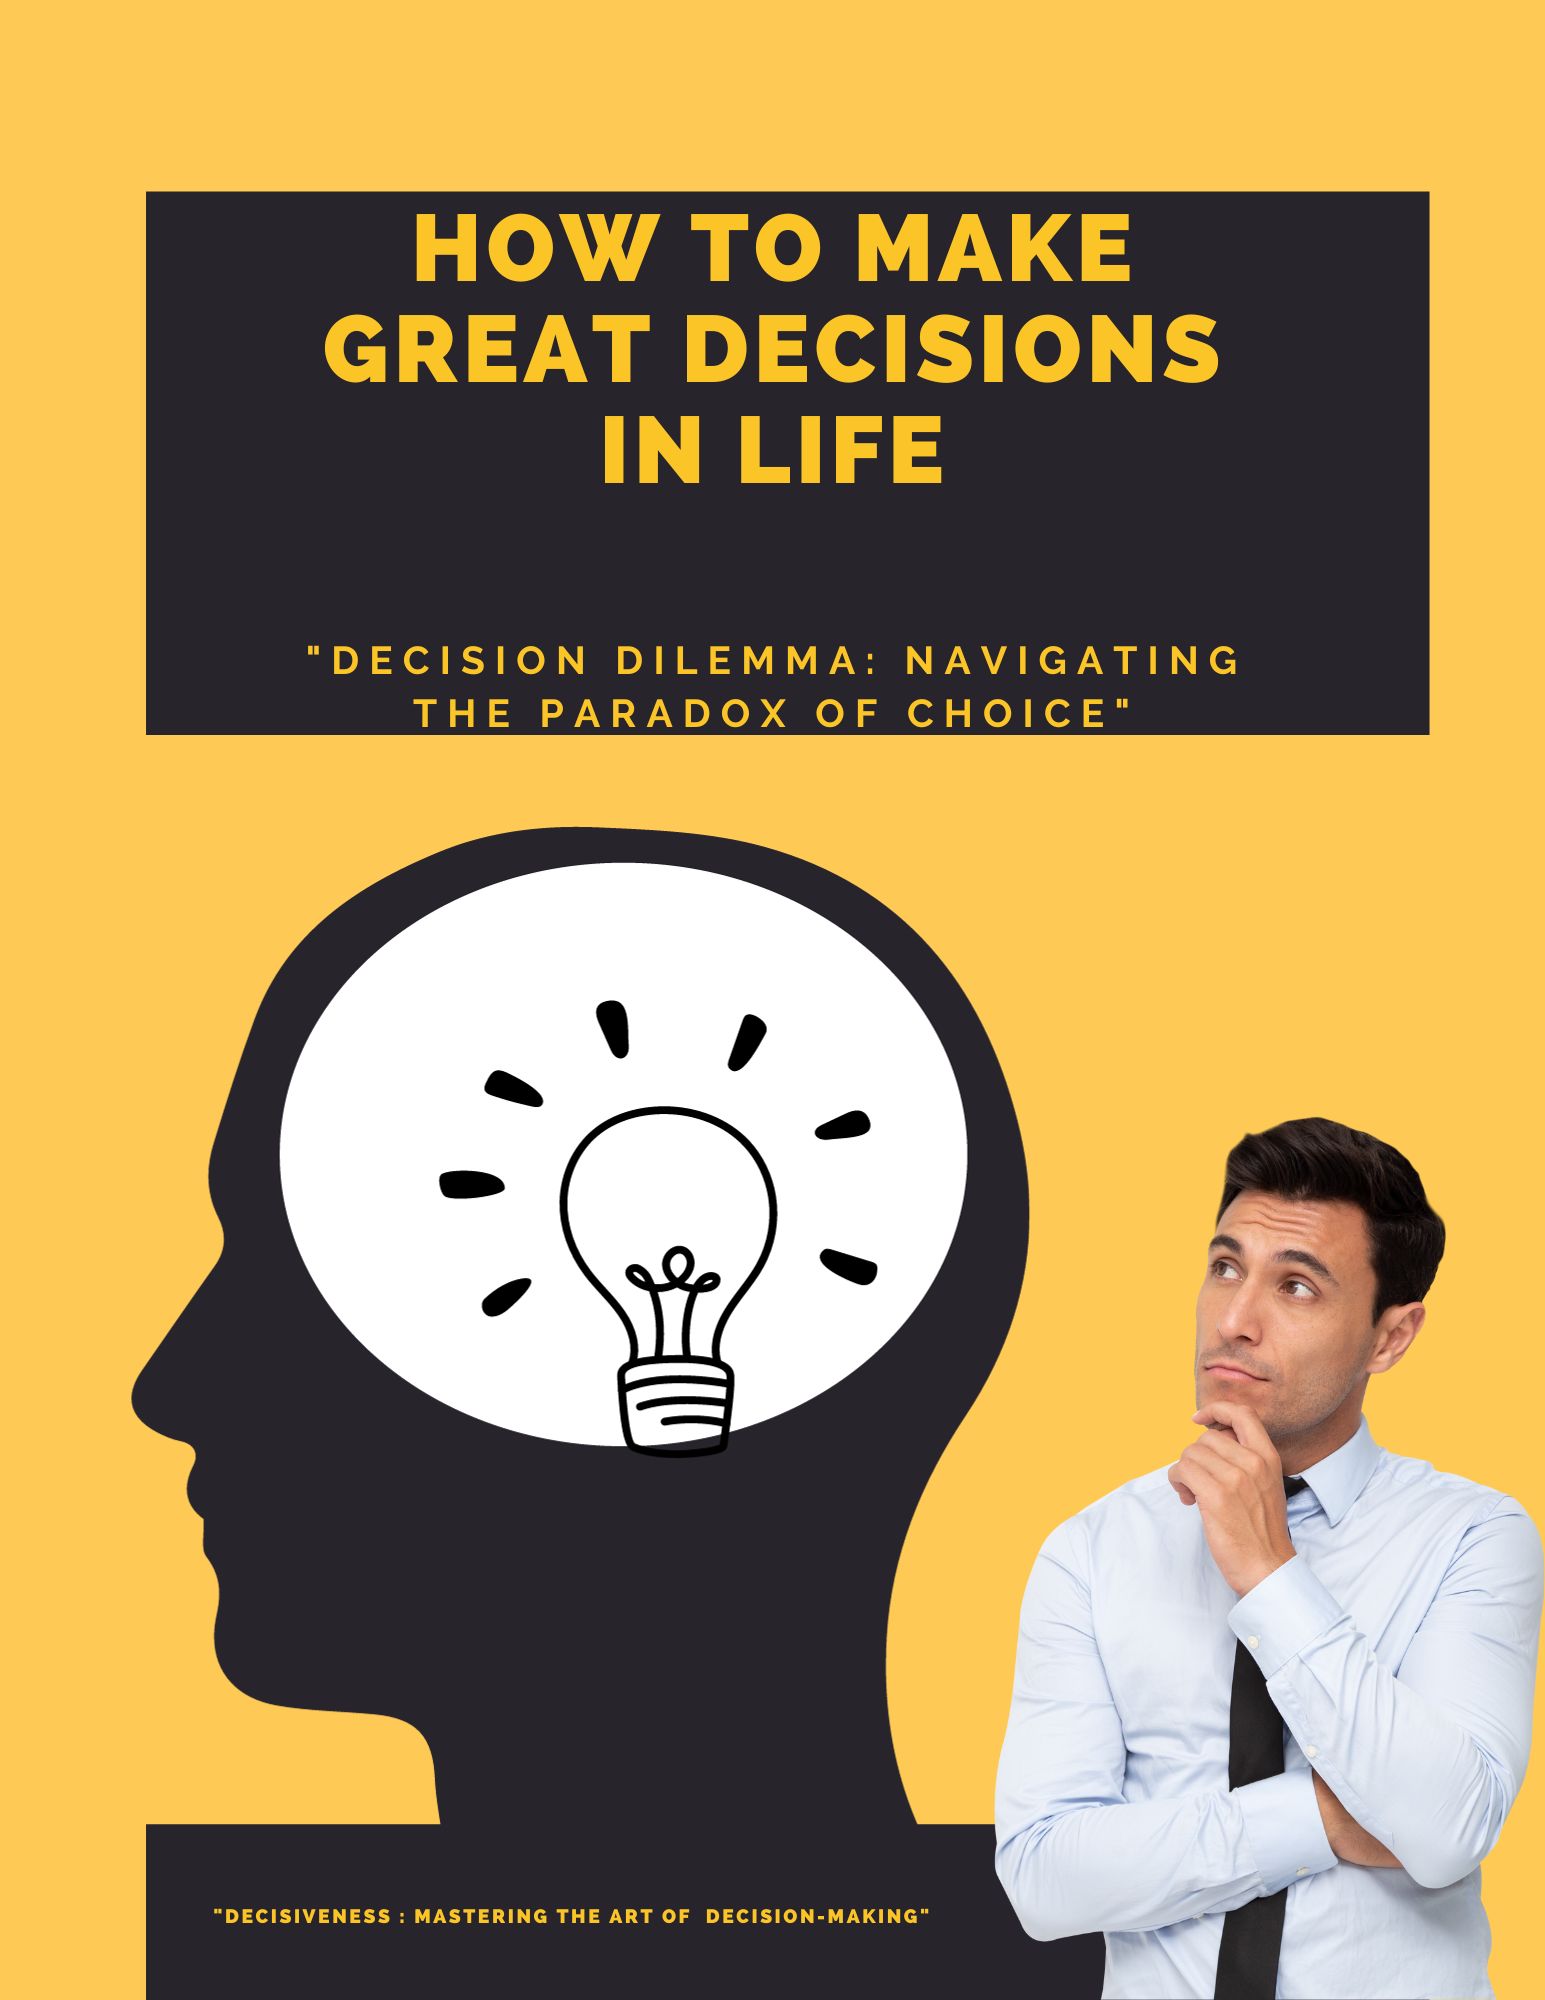 HOW TO MAKE
GREAT DECISIONS
IN LIFE
"DECISION DILEMMA: NAVIGATING
THE PARADOX OF CHOICE"
"DECISIVENESS : MASTERING THE ART OF  DECISION-MAKING"